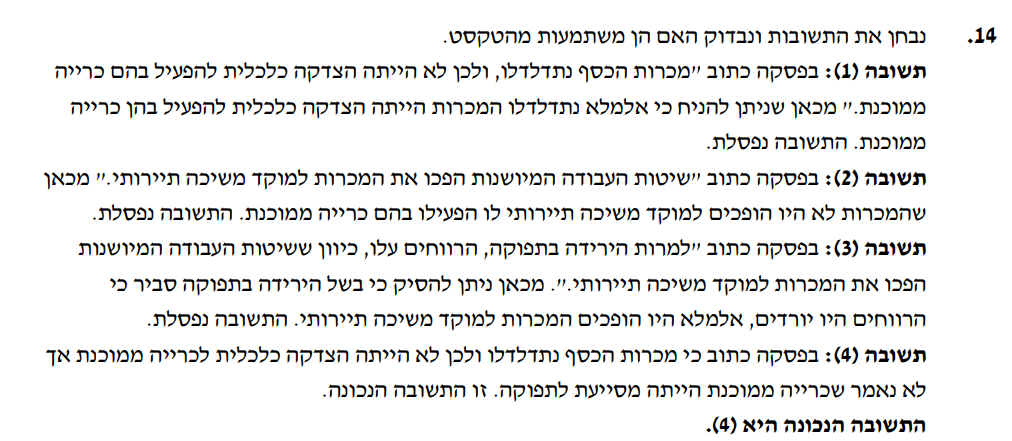 14. נבחן את התשובות ונבדוק האם הן משתמעות מהטקסט.
תשובה (1): בפסקה כתוב "מכרות הכסף נתדלדלו, ולכן לא הייתה הצדקה כלכלית להפעיל בהם כרייה
ממוכנת." מכאן שניתן להניח כי אלמלא נתדלדלו המכרות הייתה הצדקה כלכלית להפעיל בהן כרייה
ממוכנת. התשובה נפסלת.
תשובה (2): בפסקה כתוב "שיטות העבודה המיושנות הפכו את המכרות למוקד משיכה תיירותי." מכאן
שהמכרות לא היו הופכים למוקד משיכה תיירותי לו הפעילו בהם כרייה ממוכנת. התשובה נפסלת.
תשובה (3): בפסקה כתוב "למרות הירידה בתפוקה, הרווחים עלו, כיוון ששיטות העבודה המיושנות
הפכו את המכרות למוקד משיכה תיירותי.". מכאן ניתן להסיק כי בשל הירידה בתפוקה סביר כי
הרווחים היו יורדים, אלמלא היו הופכים המכרות למוקד משיכה תיירותי. התשובה נפסלת.
תשובה (4): בפסקה כתוב כי מכרות הכסף נתדלדלו ולכן לא הייתה הצדקה כלכלית לכרייה ממוכנת אך
לא נאמר שכרייה ממוכנת הייתה מסייעת לתפוקה. זו התשובה הנכונה.
התשובה הנכונה היא (4).